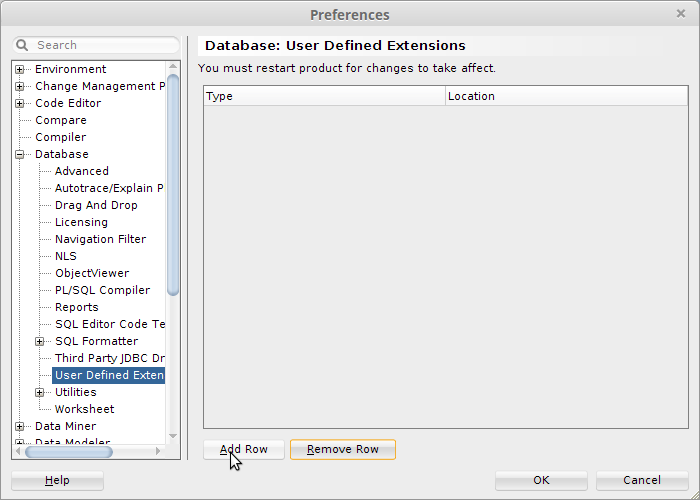 Preferences
Search
Environment
Change Management P
Code Editor
Compare
Compiler
Database
Advanced
Autotrace/Explain P
Drag And Drop
Licensing
Navigation Filter
NLS
ObjectViewer
PL/SQL Compiler
Reports
SQL Editor Code Te
SQL Formatter
Third Party JDBC Dr
User Defined Exten
Utilities
Worksheet
Data Miner
Data Modeler
Help
Database: User Defined Extensions
You must restart product for changes to take affect.
Type Location
Add Row Remove Row
OK Cancel